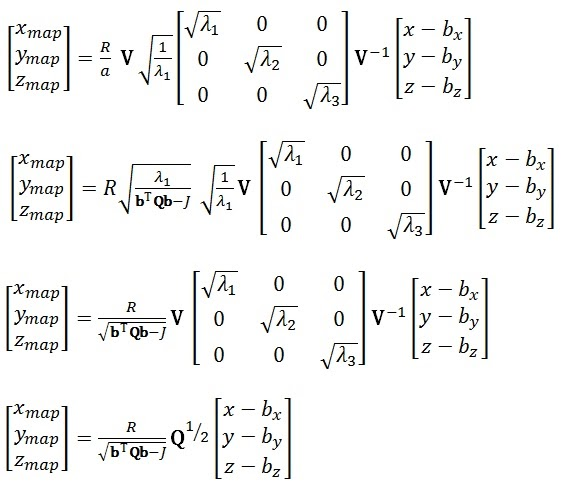 [x_map y_map z_map] = R/a V √(1/λ₁) [√λ₁ 0 0; 0 √λ₂ 0; 0 0 √λ₃] V⁻¹ [x − b_x; y − b_y; z − b_z]
[x_map y_map z_map] = R √(λ₁/(bᵀQb−J)) √(1/λ₁) V [√λ₁ 0 0; 0 √λ₂ 0; 0 0 √λ₃] V⁻¹ [x − b_x; y − b_y; z − b_z]
[x_map y_map z_map] = R/√(bᵀQb−J) V [√λ₁ 0 0; 0 √λ₂ 0; 0 0 √λ₃] V⁻¹ [x − b_x; y − b_y; z − b_z]
[x_map y_map z_map] = R/√(bᵀQb−J) Q^(1/2) [x − b_x; y − b_y; z − b_z]